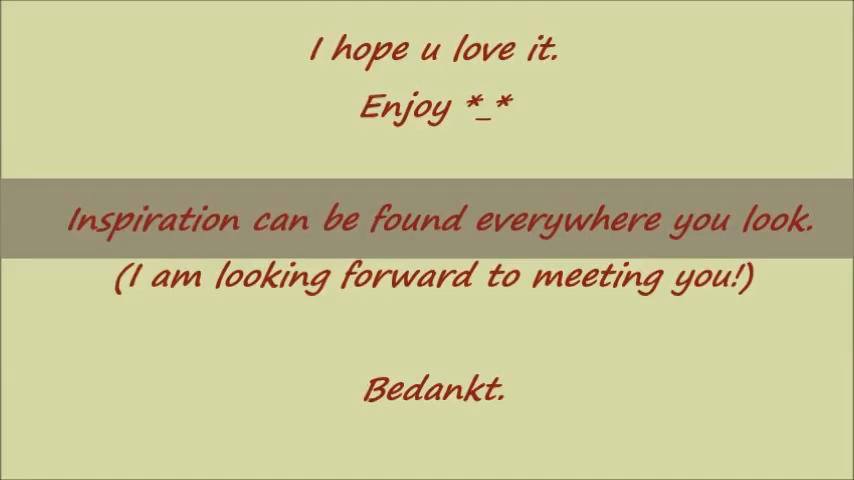 I hope u love it.
Enjoy *_*
Inspiration can be found everywhere you look.
(I am looking forward to meeting you!)
Bedankt.